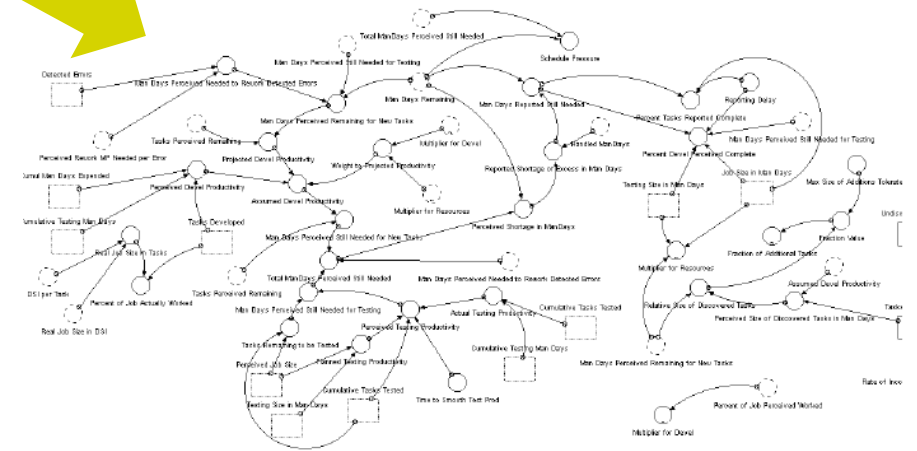 Total ManDays Perceived Still Needed
Schedule Pressure
Man Days Perceived Still Needed for Testing
Detected Errors
Man Days Perceived Needed to Rework Detected Errors
Man Days Remaining
Man Days Reported Still Needed
Reporting Delay
Percent Tasks Reported Complete
Man Days Perceived Remaining for New Tasks
Tasks Perceived Remaining
Multiplier for Devel
Handled ManDays
Man Days Perceived Still Needed for Testing
Percent Devel Perceived Complete
Perceived Rework MP Needed per Error
Projected Devel Productivity
Weight to Projected Productivity
Reported Shortage or Excess in Man Days
Job Size in Man Days
Max Size of Additions Tolerate
Cumul Man Days Expended
Perceived Devel Productivity
Testing Size in Man Days
Assumed Devel Productivity
Multiplier for Resources
Cumulative Testing Man Days
Tasks Developed
Perceived Shortage in ManDays
Undisc
Man Days Perceived Still Needed for New Tasks
Fraction Value
Real Job Size in Tasks
Fraction of Additional Tasks
Total ManDays Perceived Still Needed
Man Days Perceived Needed to Rework Detected Errors
Multiplier for Resources
Assumed Devel Productivity
DSI per Task
Tasks Perceived Remaining
Percent of Job Actually Worked
Man Days Perceived Still Needed for Testing
Actual Testing Productivity
Cumulative Tasks Tested
Relative Size of Discovered Tasks
Perceived Size of Discovered Tasks in Man Days
Real Job Size in DSI
Perceived Testing Productivity
Tasks Remaining to be Tested
Cumulative Testing Man Days
Perceived Job Size
Planned Testing Productivity
Man Days Perceived Remaining for New Tasks
Cumulative Tasks Tested
Rate of Inco
Testing Size in Man Days
Time to Smooth Test Prod
Percent of Job Perceived Worked
Multiplier for Devel